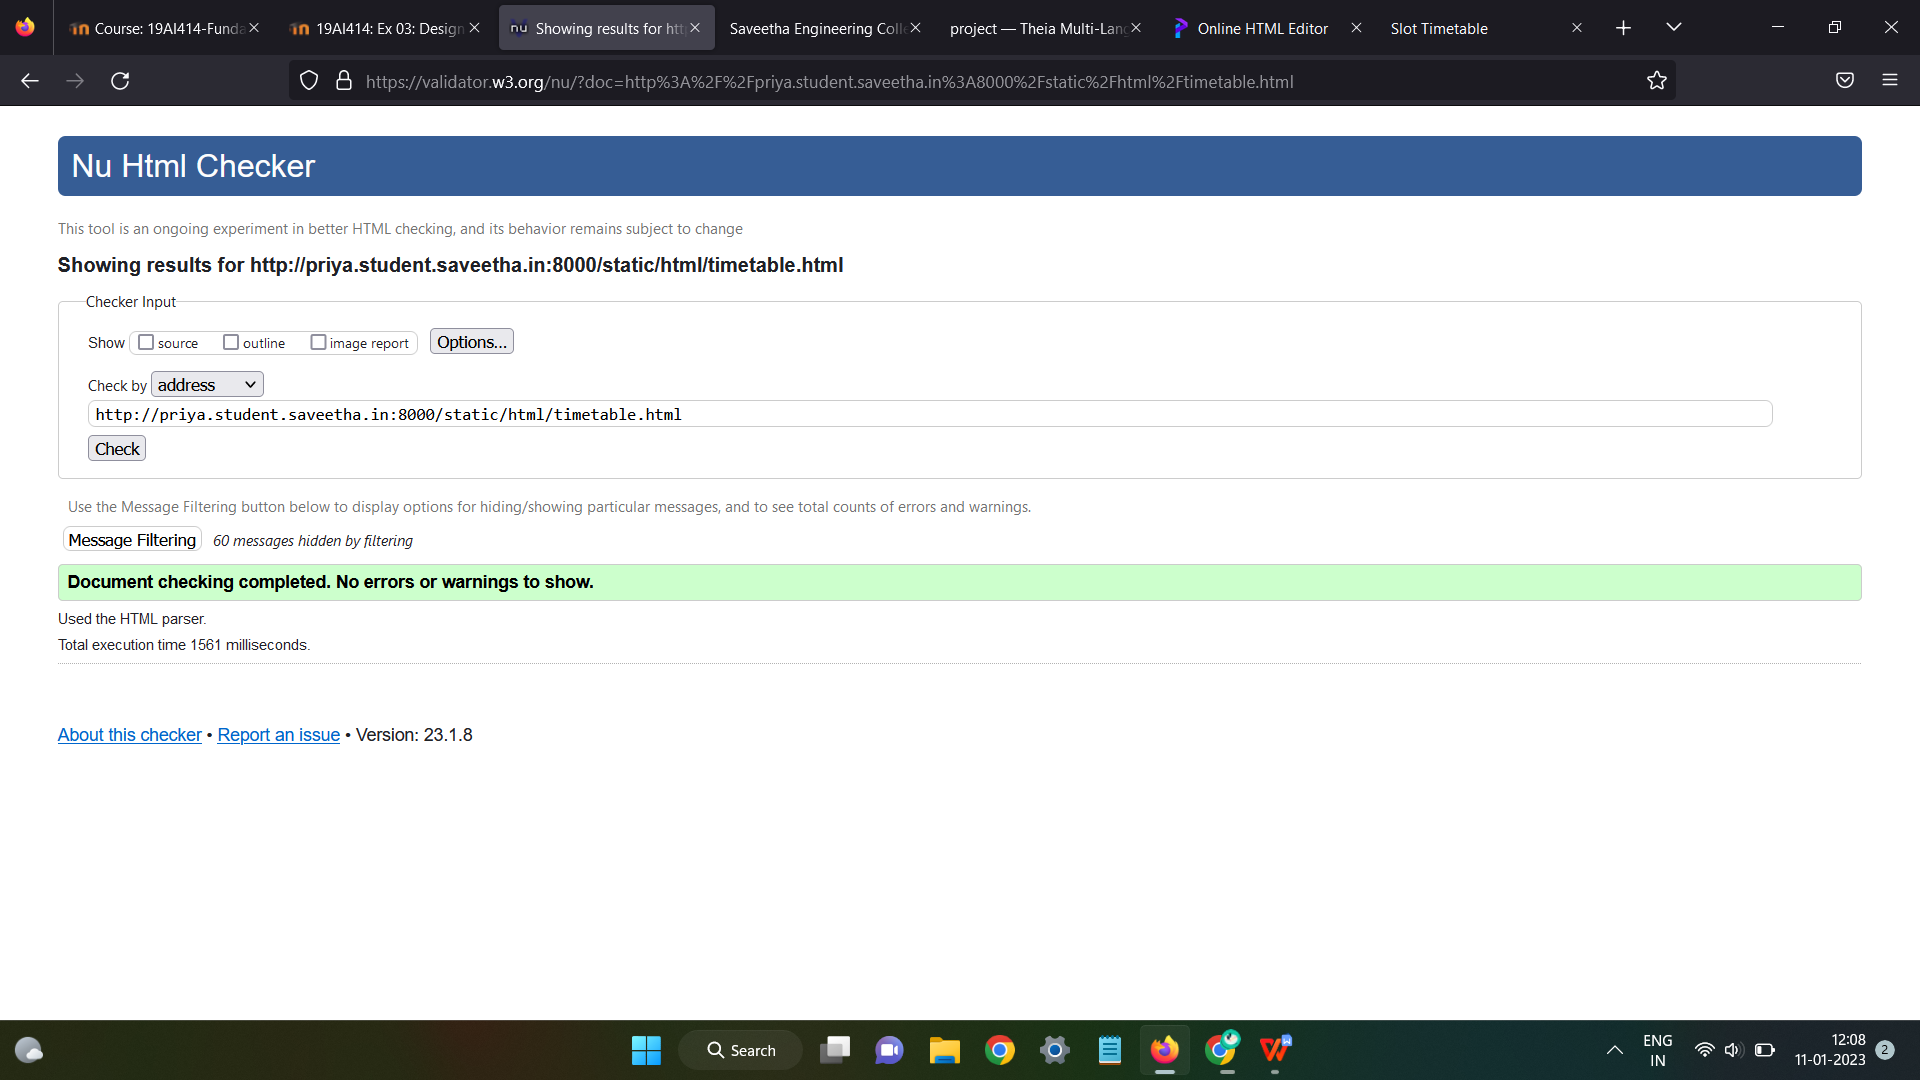 Course: 19AI414-Funda
19AI414: Ex 03: Design
nu Showing results for htt
Saveetha Engineering Colle
project — Theia Multi-Lang
Online HTML Editor
Slot Timetable
https://validator.w3.org/nu/?doc=http%3A%2F%2Fpriya.student.saveetha.in%3A8000%2Fstatic%2Fhtml%2Ftimetable.html
Nu Html Checker
This tool is an ongoing experiment in better HTML checking, and its behavior remains subject to change
Showing results for http://priya.student.saveetha.in:8000/static/html/timetable.html
Checker Input
Show source outline image report Options...
Check by address
http://priya.student.saveetha.in:8000/static/html/timetable.html
Check
Use the Message Filtering button below to display options for hiding/showing particular messages, and to see total counts of errors and warnings.
Message Filtering 60 messages hidden by filtering
Document checking completed. No errors or warnings to show.
Used the HTML parser.
Total execution time 1561 milliseconds.
About this checker • Report an issue • Version: 23.1.8
Search
ENG
IN
12:08
11-01-2023
2